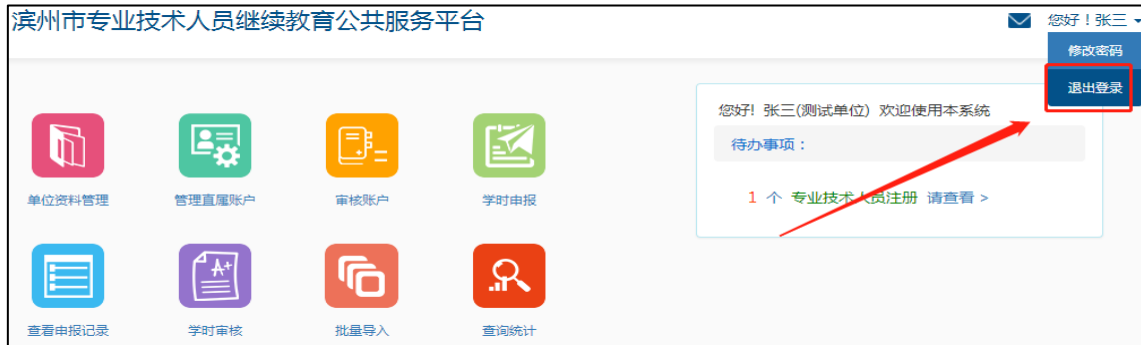 滨州市专业技术人员继续教育公共服务平台
您好！张三
修改密码
退出登录
您好! 张三(测试单位) 欢迎使用本系统
待办事项：
1 个 专业技术人员注册 请查看 >
单位资料管理 管理直属账户 审核账户 学时申报
A+
查看申报记录 学时审核 批量导入 查询统计